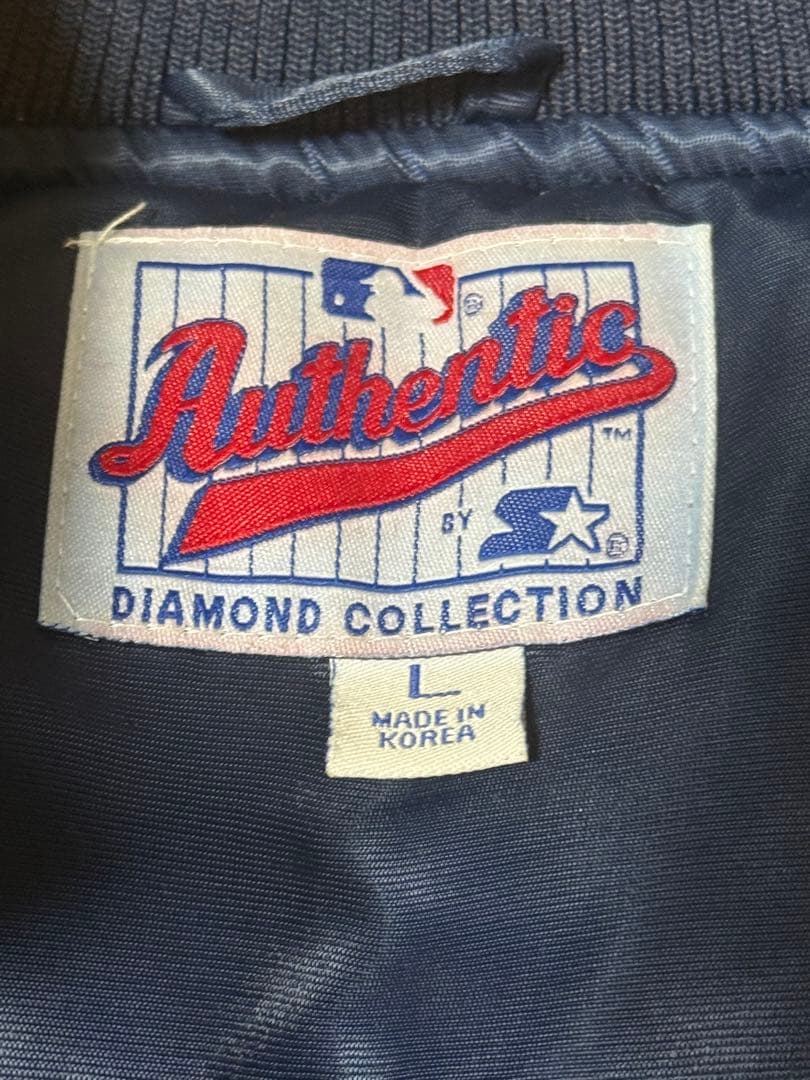 ®
Authentic
TM
BY ®
DIAMOND COLLECTION
L
MADE IN
KOREA